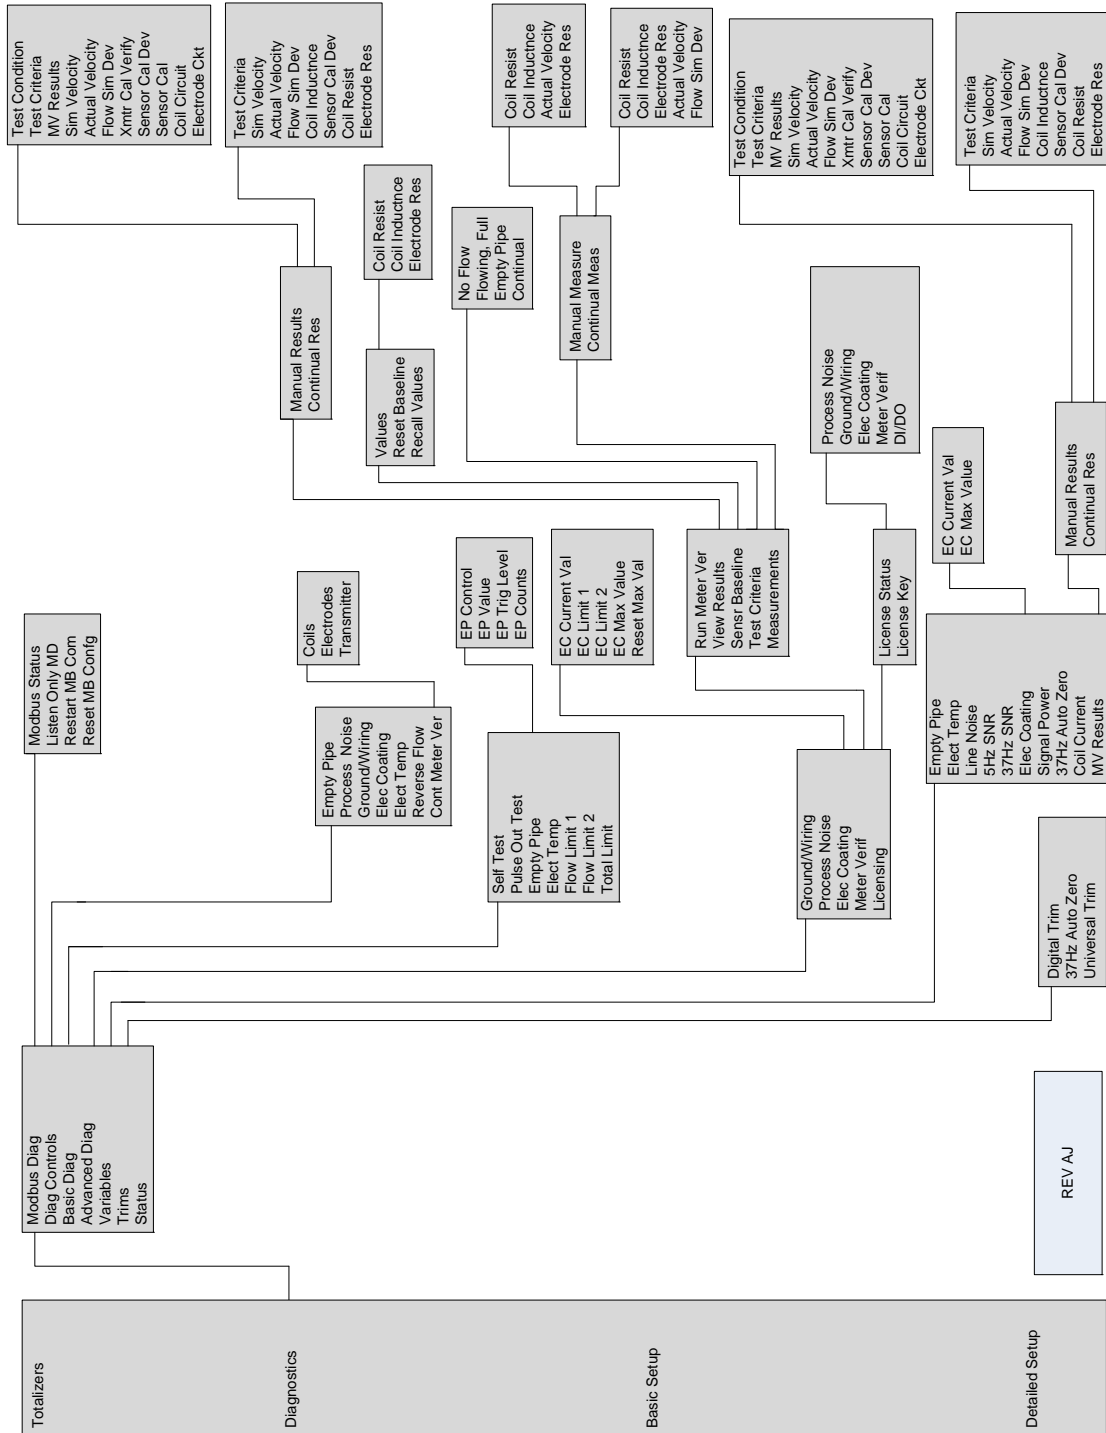 Totalizers
Diagnostics
Basic Setup
Detailed Setup
Modbus Diag
Diag Controls
Basic Diag
Advanced Diag
Variables
Trims
Status
REV AJ
Modbus Status
Listen Only MD
Restart MB Com
Reset MB Confg
Empty Pipe
Process Noise
Ground/Wiring
Elec Coating
Elect Temp
Reverse Flow
Cont Meter Ver
Coils
Electrodes
Transmitter
Self Test
Pulse Out Test
Empty Pipe
Elect Temp
Flow Limit 1
Flow Limit 2
Total Limit
EP Control
EP Value
EP Trig Level
EP Counts
Ground/Wiring
Process Noise
Elec Coating
Meter Verif
Licensing
EC Current Val
EC Limit 1
EC Limit 2
EC Max Value
Reset Max Val
Run Meter Ver
View Results
Sensr Baseline
Test Criteria
Measurements
Manual Results
Continual Res
Test Condition
Test Criteria
MV Results
Sim Velocity
Actual Velocity
Flow Sim Dev
Xmtr Cal Verify
Sensor Cal Dev
Sensor Cal
Coil Circuit
Electrode Ckt
Test Criteria
Sim Velocity
Actual Velocity
Flow Sim Dev
Coil Inductnce
Sensor Cal Dev
Coil Resist
Electrode Res
Values
Reset Baseline
Recall Values
Coil Resist
Coil Inductnce
Electrode Res
No Flow
Flowing, Full
Empty Pipe
Continual
Manual Measure
Continual Meas
Coil Resist
Coil Inductnce
Actual Velocity
Electrode Res
Coil Resist
Coil Inductnce
Electrode Res
Actual Velocity
Flow Sim Dev
License Status
License Key
Process Noise
Ground/Wiring
Elec Coating
Meter Verif
DI/DO
Empty Pipe
Elect Temp
Line Noise
5Hz SNR
37Hz SNR
Elec Coating
Signal Power
37Hz Auto Zero
Coil Current
MV Results
EC Current Val
EC Max Value
Manual Results
Continual Res
Test Condition
Test Criteria
MV Results
Sim Velocity
Actual Velocity
Flow Sim Dev
Xmtr Cal Verify
Sensor Cal Dev
Sensor Cal
Coil Circuit
Electrode Ckt
Test Criteria
Sim Velocity
Actual Velocity
Flow Sim Dev
Coil Inductnce
Sensor Cal Dev
Coil Resist
Electrode Res
Digital Trim
37Hz Auto Zero
Universal Trim